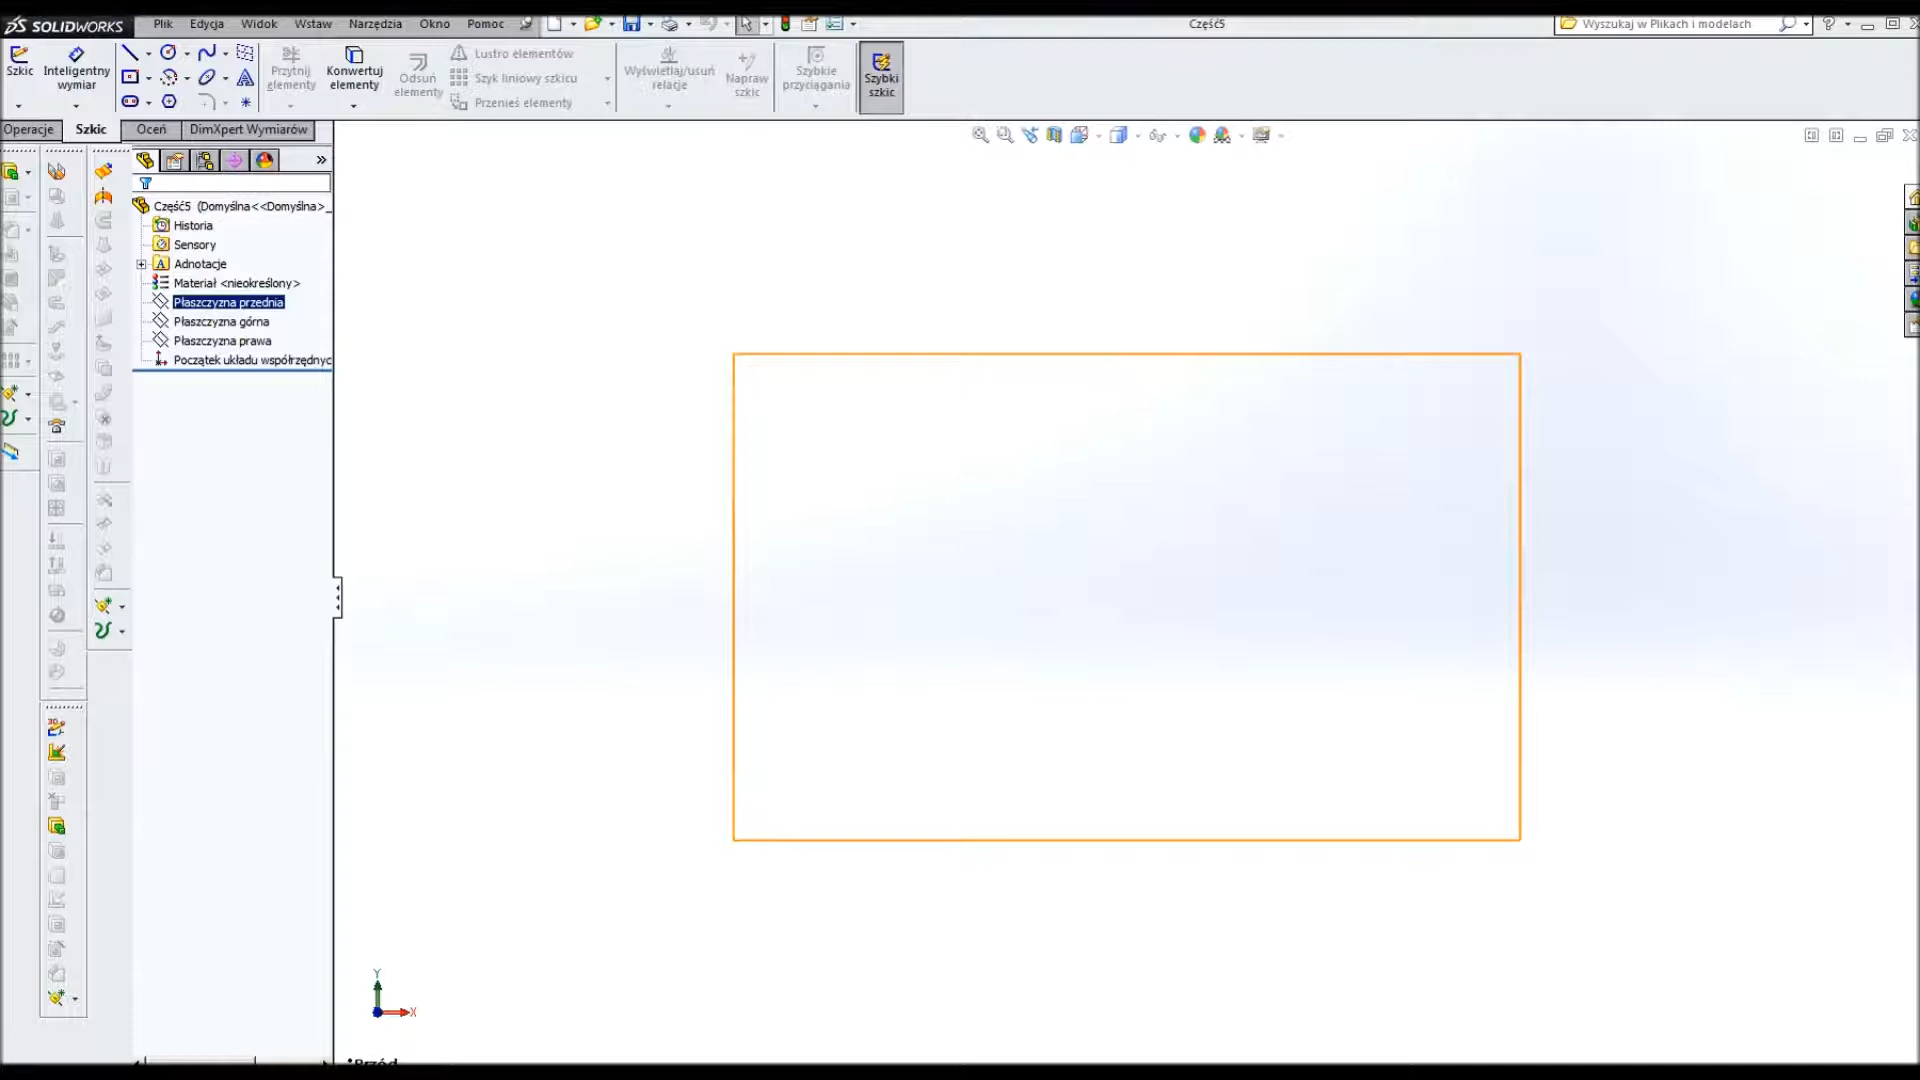 SOLIDWORKS Plik Edycja Widok Wstaw Narzędzia Okno Pomoc Część5 Wyszukaj w Plikach i modelach
Szkic
Inteligentny wymiar
Przytnij elementy
Konwertuj elementy
Odsuń elementy
Lustro elementów
Szyk liniowy szkicu
Przenieś elementy
Wyświetlaj/usuń relacje
Napraw szkic
Szybkie przyciągania
Szybki szkic
Operacje Szkic Oceń DimXpert Wymiarów
Część5 (Domyślna<<Domyślna>_
Historia
Sensory
Adnotacje
Materiał <nieokreślony>
Płaszczyzna przednia
Płaszczyzna górna
Płaszczyzna prawa
Początek układu współrzędnyc
3D
Y
X
*Przód